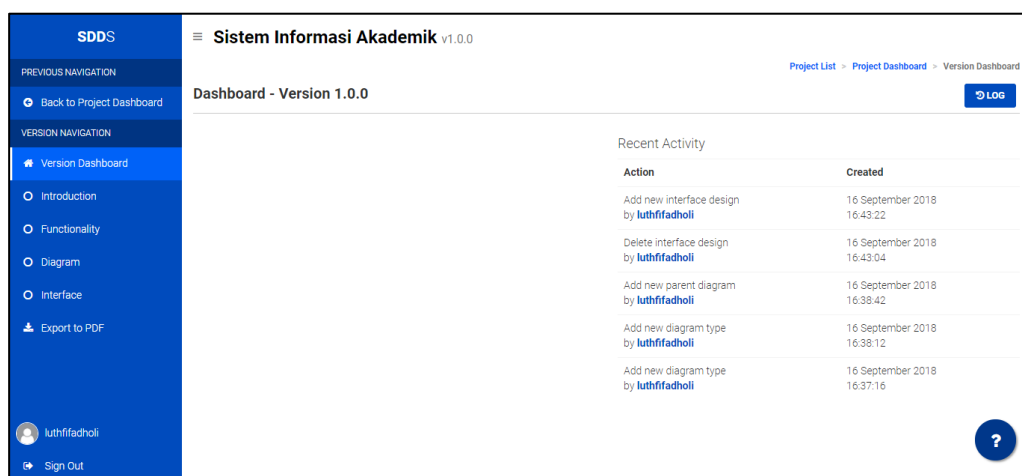 SDDS
PREVIOUS NAVIGATION
Back to Project Dashboard
VERSION NAVIGATION
Version Dashboard
Introduction
Functionality
Diagram
Interface
Export to PDF
luthfifadholi
Sign Out
Sistem Informasi Akademik v1.0.0
Project List > Project Dashboard > Version Dashboard
Dashboard - Version 1.0.0
LOG
Recent Activity
Action Created
Add new interface design 16 September 2018
by luthfifadholi 16:43:22
Delete interface design 16 September 2018
by luthfifadholi 16:43:04
Add new parent diagram 16 September 2018
by luthfifadholi 16:38:42
Add new diagram type 16 September 2018
by luthfifadholi 16:38:12
Add new diagram type 16 September 2018
by luthfifadholi 16:37:16
?